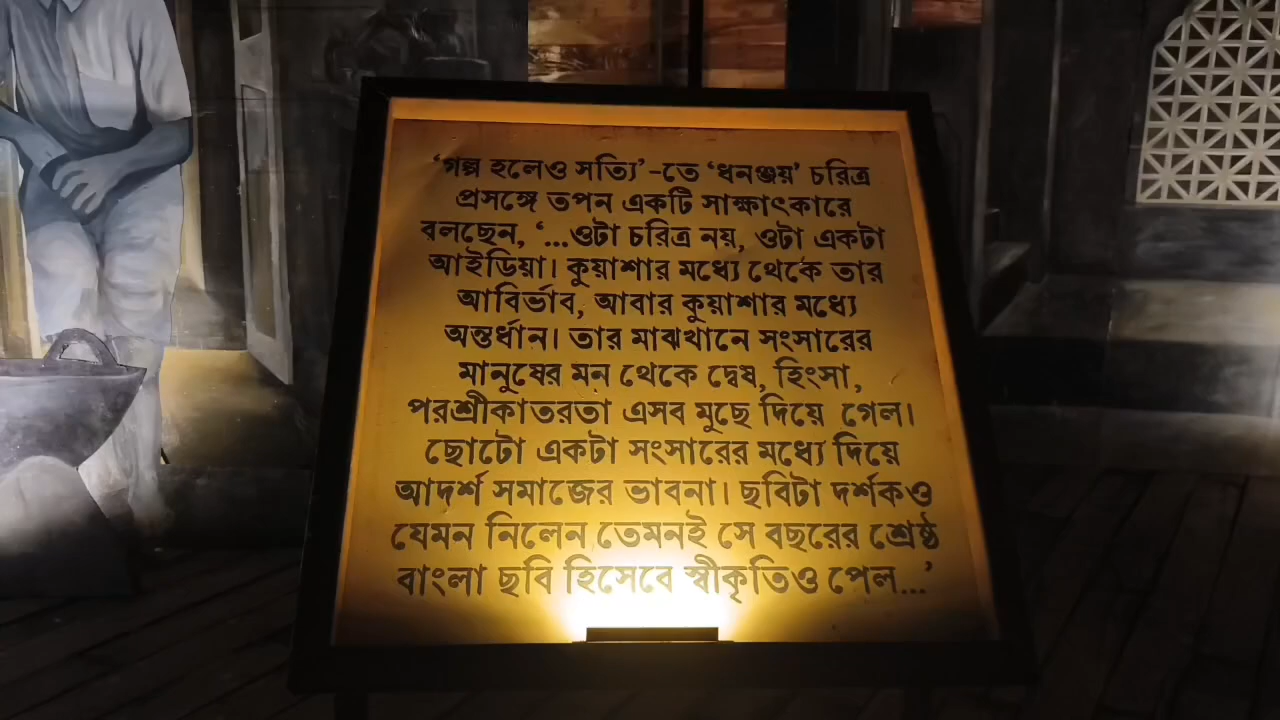 ‘গল্প হলেও সত্যি’-তে ‘ধনঞ্জয়’ চরিত্র
প্রসঙ্গে তপন একটি সাক্ষাৎকারে
বলছেন, ‘...ওটা চরিত্র নয়, ওটা একটা
আইডিয়া। কুয়াশার মধ্যে থেকে তার
আবির্ভাব, আবার কুয়াশার মধ্যে
অন্তর্ধান। তার মাঝখানে সংসারের
মানুষের মন থেকে দ্বেষ, হিংসা,
পরশ্রীকাতরতা এসব মুছে দিয়ে গেল।
ছোটো একটা সংসারের মধ্যে দিয়ে
আদর্শ সমাজের ভাবনা। ছবিটা দর্শকও
যেমন নিলেন তেমনই সে বছরের শ্রেষ্ঠ
বাংলা ছবি হিসেবে স্বীকৃতিও পেল...’